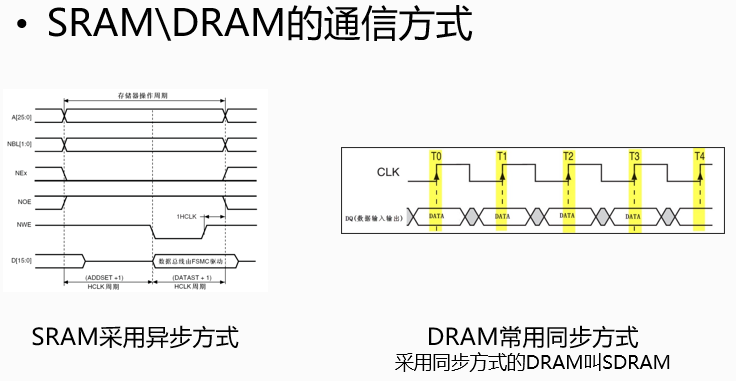 • SRAM\DRAM的通信方式
存储器操作周期
A[25:0]
NBL[1:0]
NEx
NOE
1HCLK
NWE
D[15:0]
数据总线由FSMC驱动
(ADDSET +1)
HCLK 周期
(DATAST + 1)
HCLK 周期
T0 T1 T2 T3 T4
CLK
DQ(数据输入输出) DATA DATA DATA DATA
SRAM采用异步方式
DRAM常用同步方式
采用同步方式的DRAM叫SDRAM